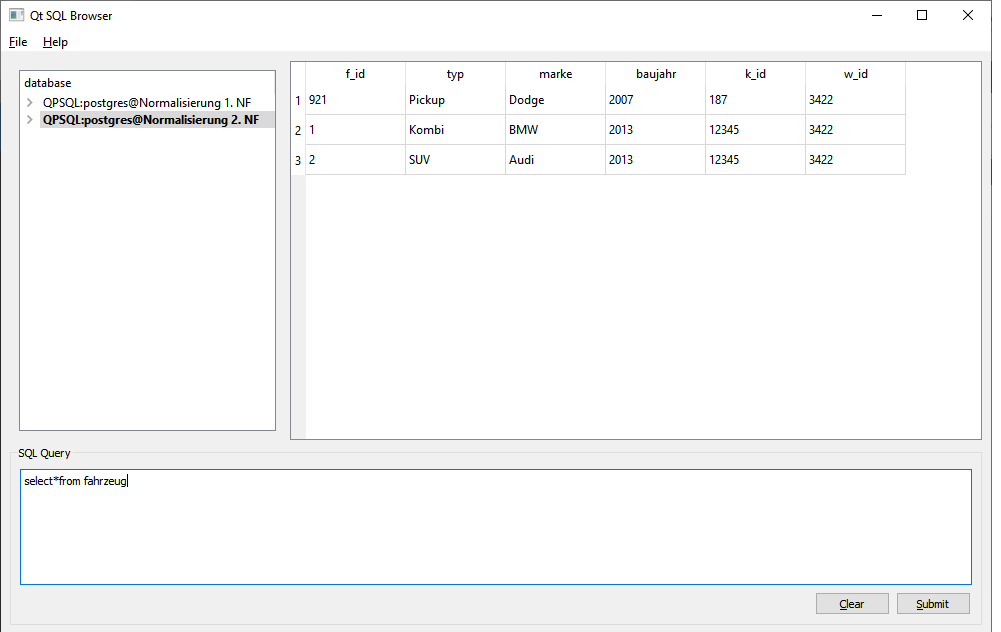 Qt SQL Browser
File Help
database
QPSQL:postgres@Normalisierung 1. NF
QPSQL:postgres@Normalisierung 2. NF
f_id typ marke baujahr k_id w_id
1 921 Pickup Dodge 2007 187 3422
2 1 Kombi BMW 2013 12345 3422
3 2 SUV Audi 2013 12345 3422
SQL Query
select*from fahrzeug
Clear Submit